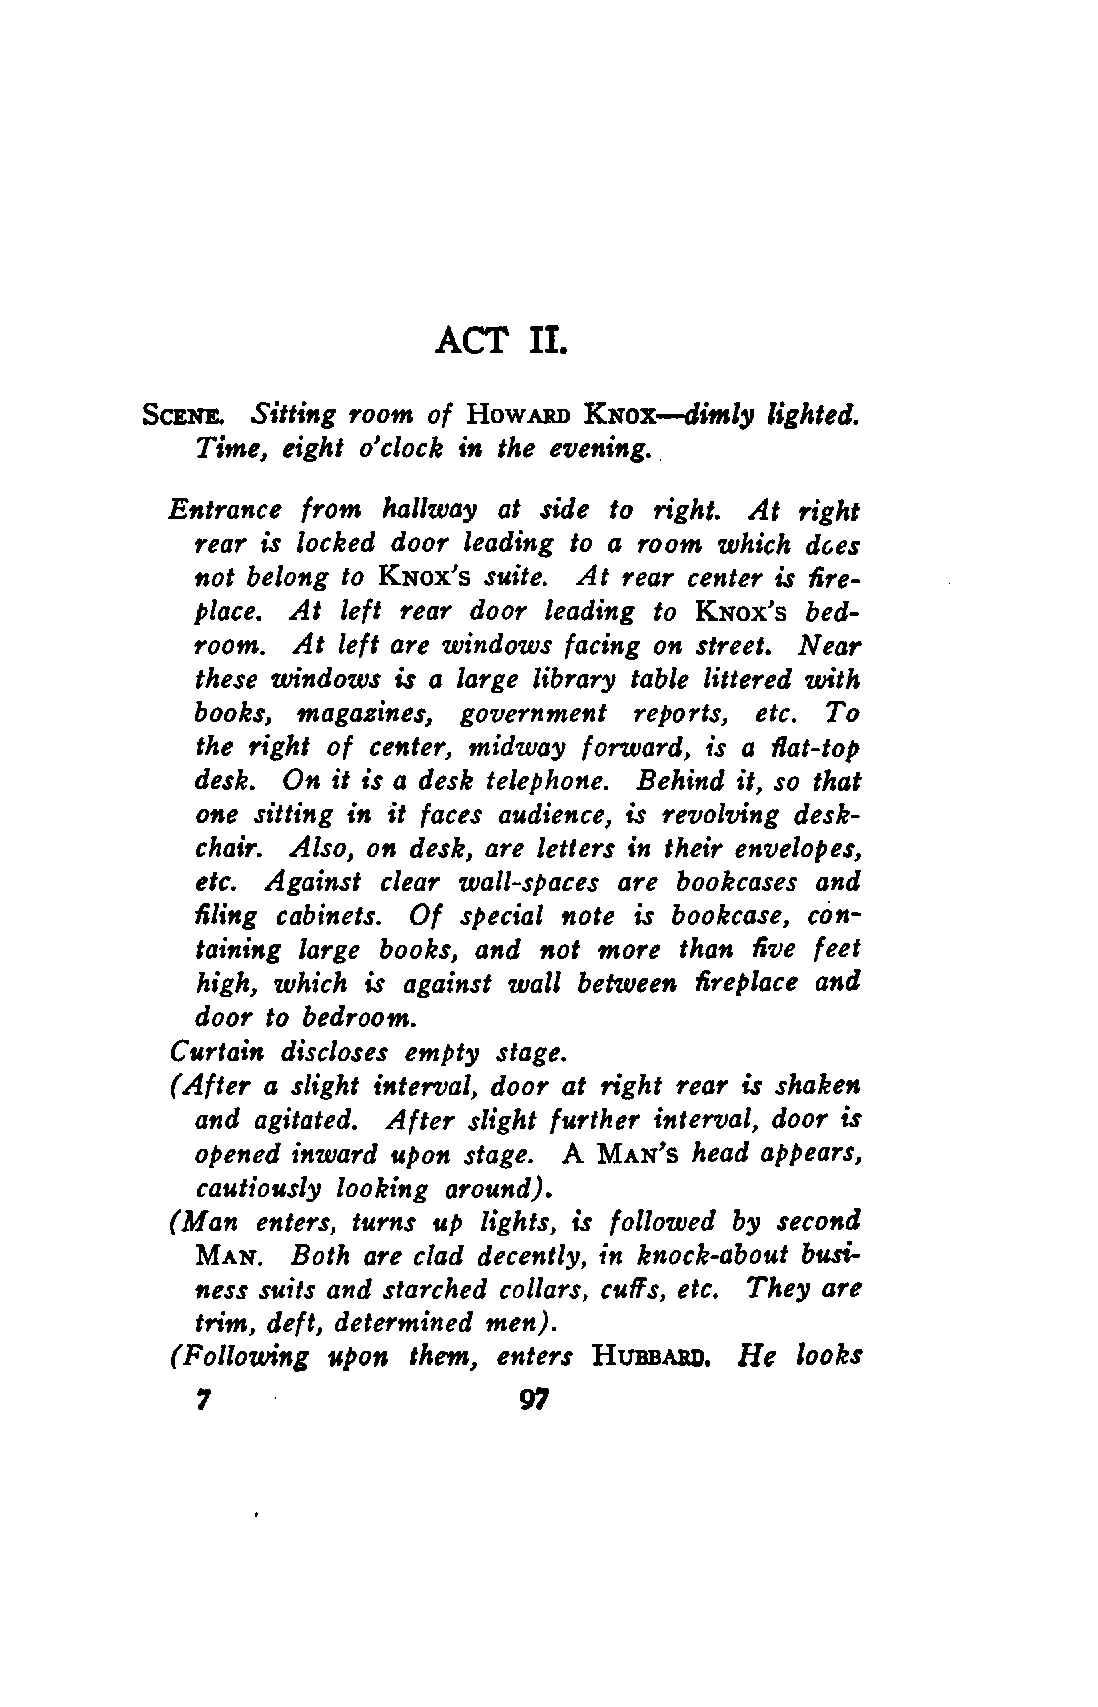 ACT II.
SCENE. Sitting room of HOWARD KNOX—dimly lighted.
Time, eight o'clock in the evening.
Entrance from hallway at side to right. At right
rear is locked door leading to a room which does
not belong to KNOX'S suite. At rear center is fire-
place. At left rear door leading to KNOX'S bed-
room. At left are windows facing on street. Near
these windows is a large library table littered with
books, magazines, government reports, etc. To
the right of center, midway forward, is a flat-top
desk. On it is a desk telephone. Behind it, so that
one sitting in it faces audience, is revolving desk-
chair. Also, on desk, are letters in their envelopes,
etc. Against clear wall-spaces are bookcases and
filing cabinets. Of special note is bookcase, con-
taining large books, and not more than five feet
high, which is against wall between fireplace and
door to bedroom.
Curtain discloses empty stage.
(After a slight interval, door at right rear is shaken
and agitated. After slight further interval, door is
opened inward upon stage. A MAN'S head appears,
cautiously looking around).
(Man enters, turns up lights, is followed by second
MAN. Both are clad decently, in knock-about busi-
ness suits and starched collars, cuffs, etc. They are
trim, deft, determined men).
(Following upon them, enters HUBBARD. He looks
7 97